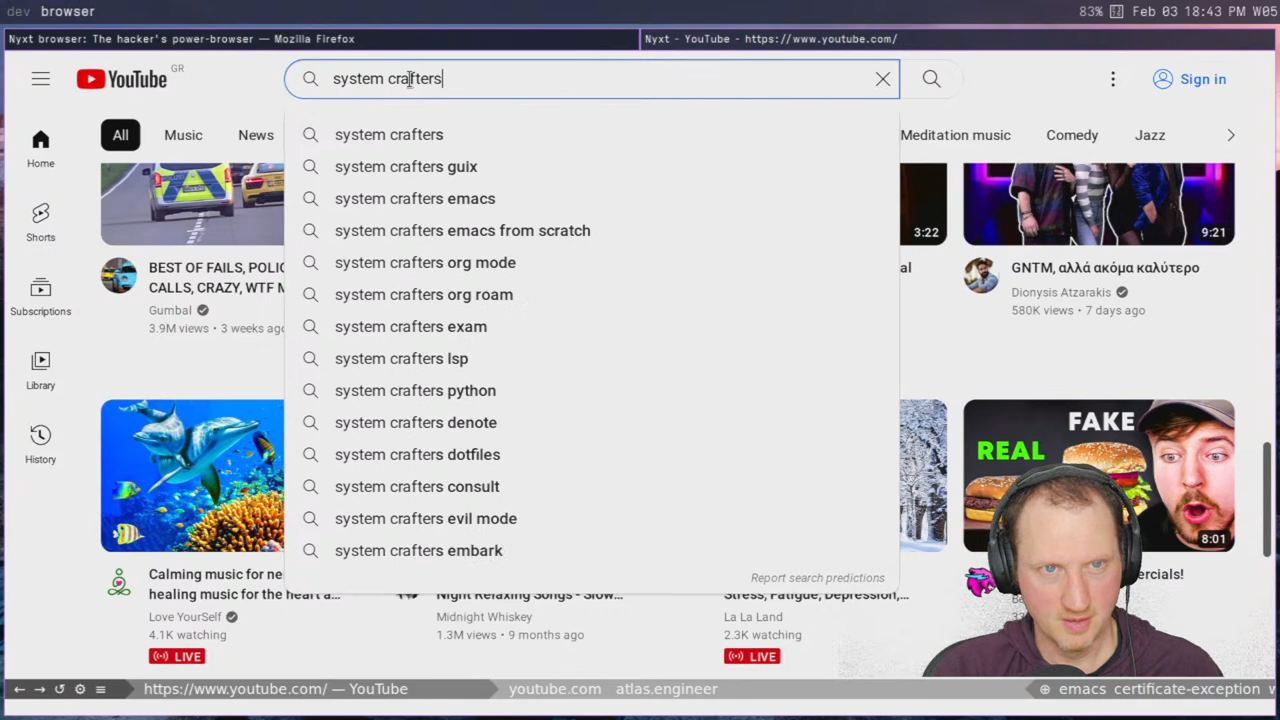 dev browser
83% Feb 03 18:43 PM W05
Nyxt browser: The hacker's power-browser — Mozilla Firefox
Nyxt - YouTube - https://www.youtube.com/
YouTube GR
system crafters
Sign in
All Music News
Meditation music Comedy Jazz
system crafters
system crafters guix
system crafters emacs
system crafters emacs from scratch
system crafters org mode
system crafters org roam
system crafters exam
system crafters lsp
system crafters python
system crafters denote
system crafters dotfiles
system crafters consult
system crafters evil mode
system crafters embark
Report search predictions
Home
Shorts
Subscriptions
Library
History
BEST OF FAILS, POLI
CALLS, CRAZY, WTF M
Gumbal
3.9M views • 3 weeks ag
3:22
al
9:21
GNTM, αλλά ακόμα καλύτερο
Dionysis Atzarakis
580K views • 7 days ago
Calming music for ne
healing music for the heart a...
Love YourSelf
4.1K watching
LIVE
Night Relaxing Songs - Slow...
Midnight Whiskey
1.3M views • 9 months ago
Stress, Fatigue, Depression,...
La La Land
2.3K watching
LIVE
REAL
FAKE
8:01
ercials!
← → ↺ ⚙ ≡ https://www.youtube.com/ — YouTube
youtube.com atlas.engineer
⊕ emacs certificate-exception w